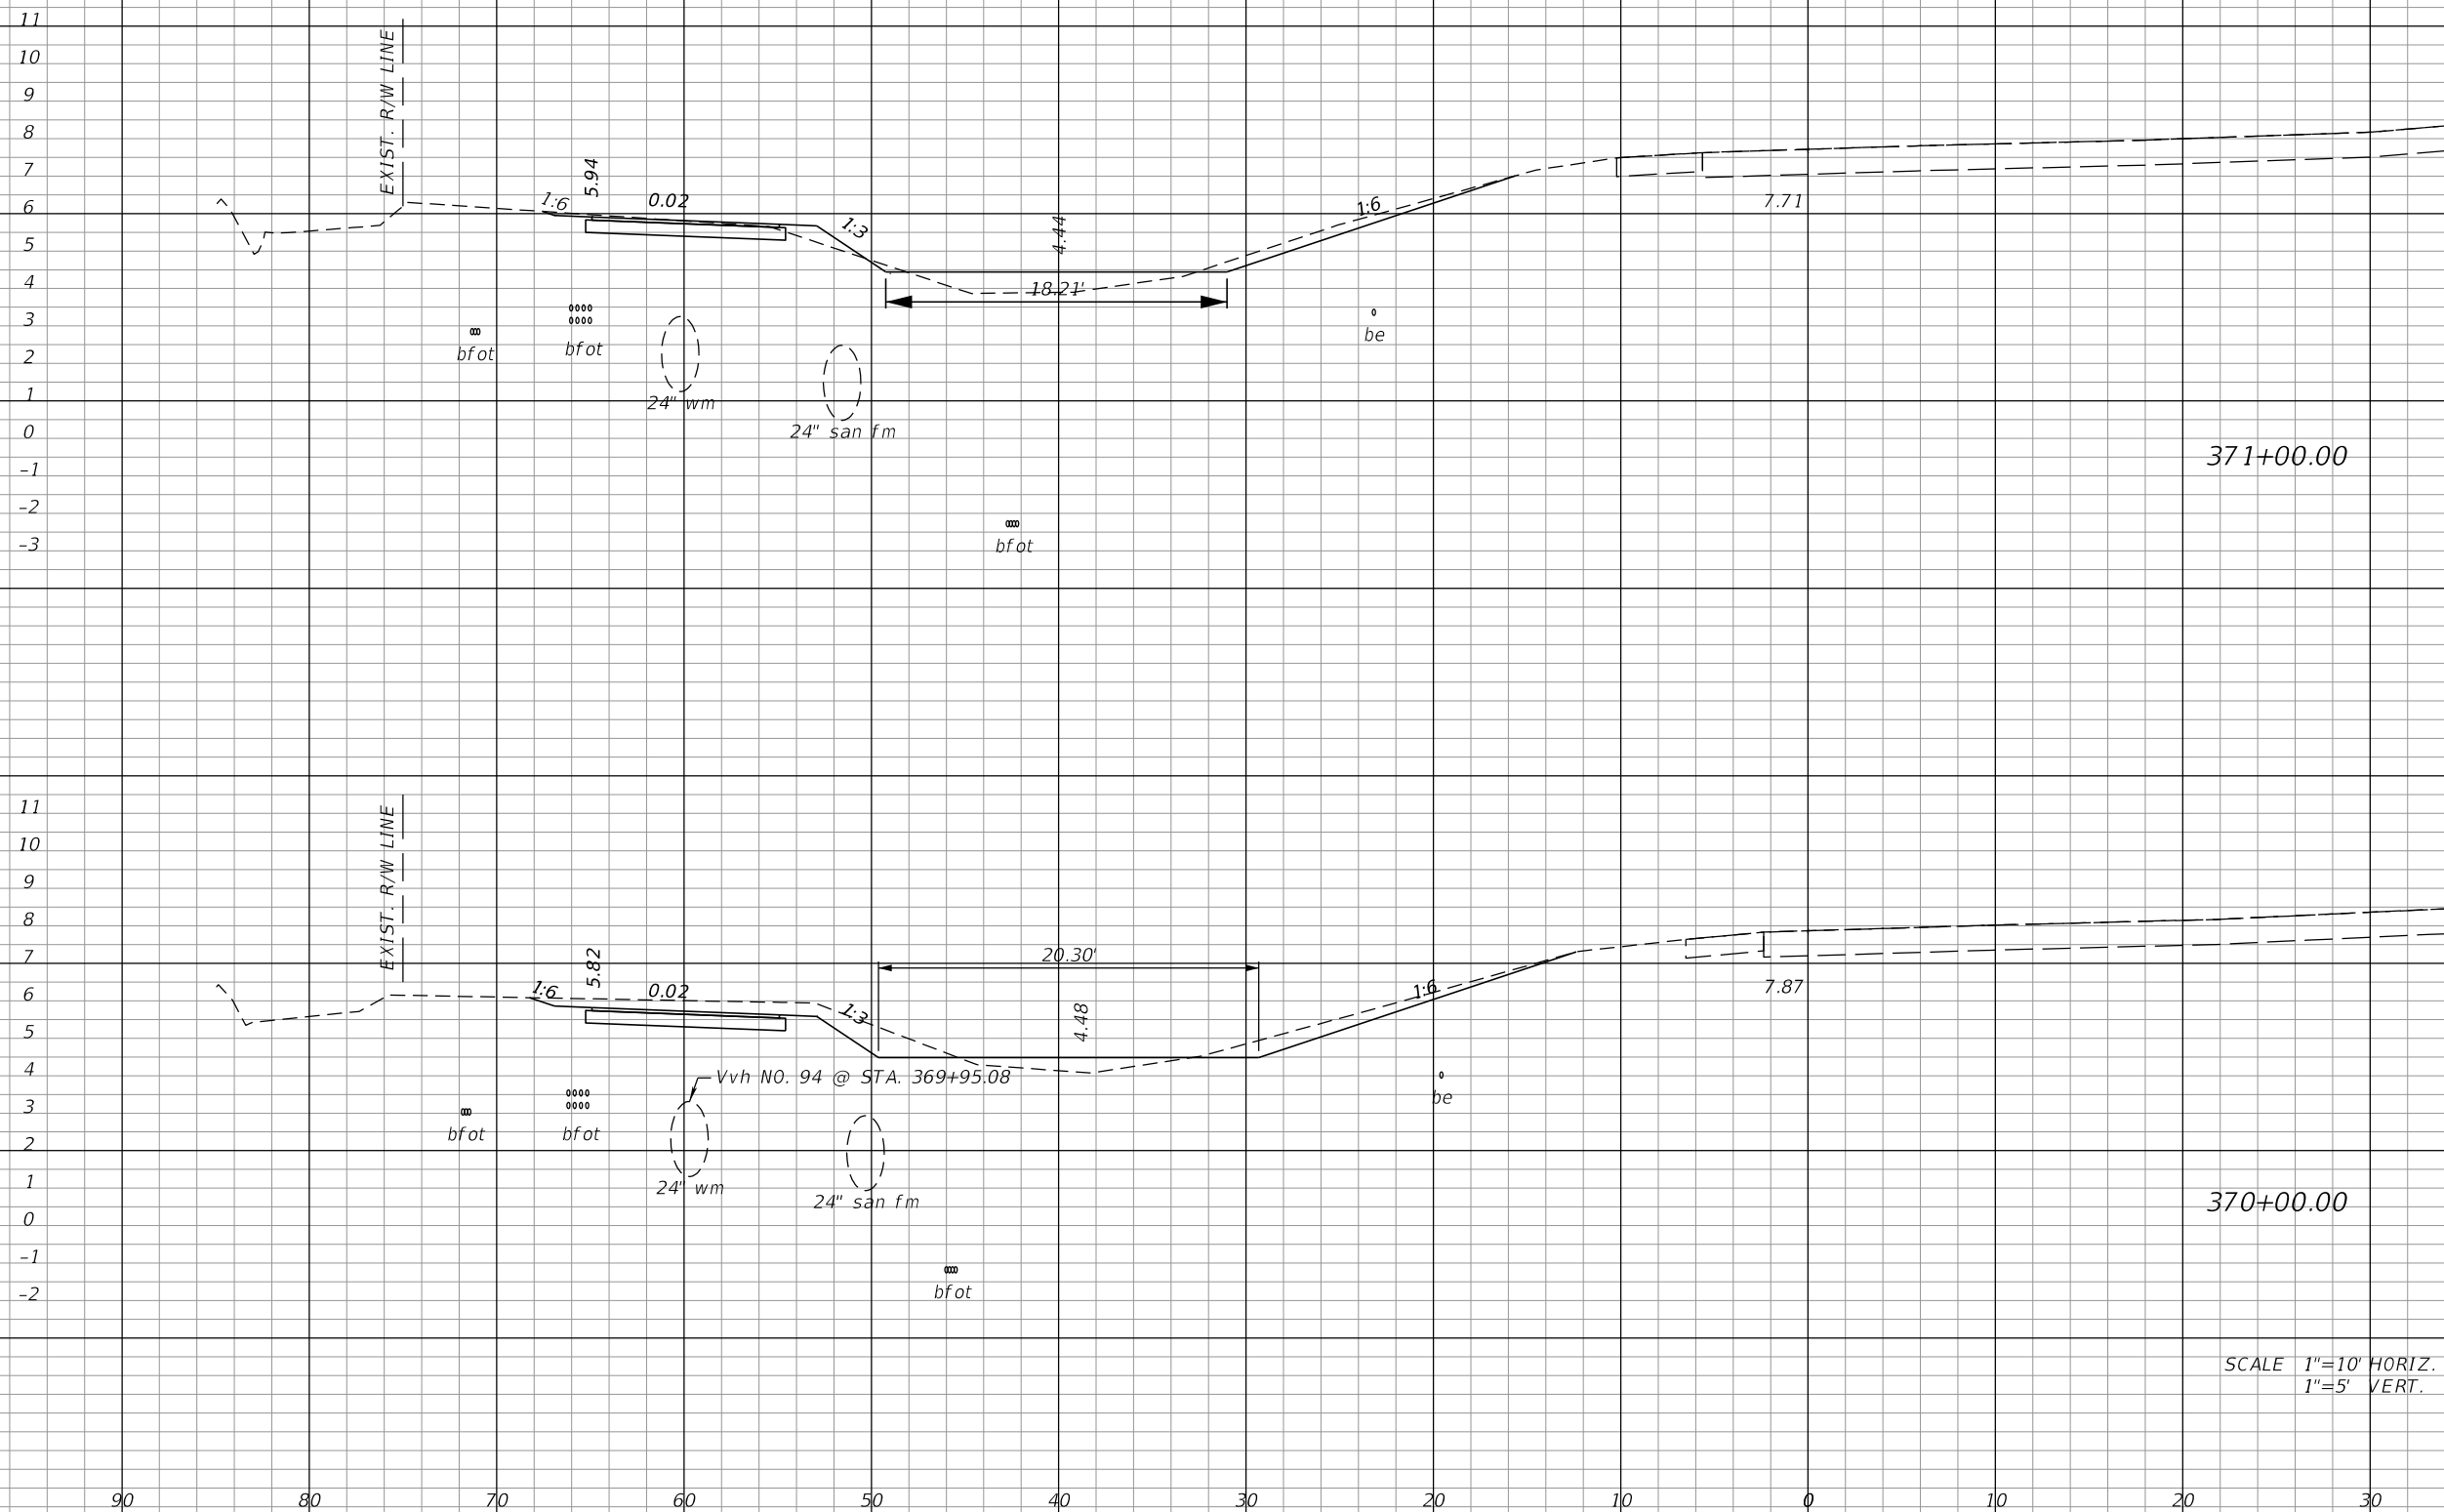 11
10
EXIST. R/W LINE
9
8
7
5.94
6
1:6
0.02
1:3
1:6
7.71
5
4.44
4
18.21'
3
be
2
bfot
bfot
1
24" wm
0
24" san fm
-1
371+00.00
-2
-3
bfot
11
10
EXIST. R/W LINE
9
8
7
20.30'
5.82
6
1:6
0.02
1:6
7.87
5
1:3
4.48
4
Vvh NO. 94 @ STA. 369+95.08
3
be
2
bfot
bfot
1
24" wm
24" san fm
0
370+00.00
-1
-2
bfot
SCALE 1"=10' HORIZ.
1"=5' VERT.
90 80 70 60 50 40 30 20 10 0 10 20 30